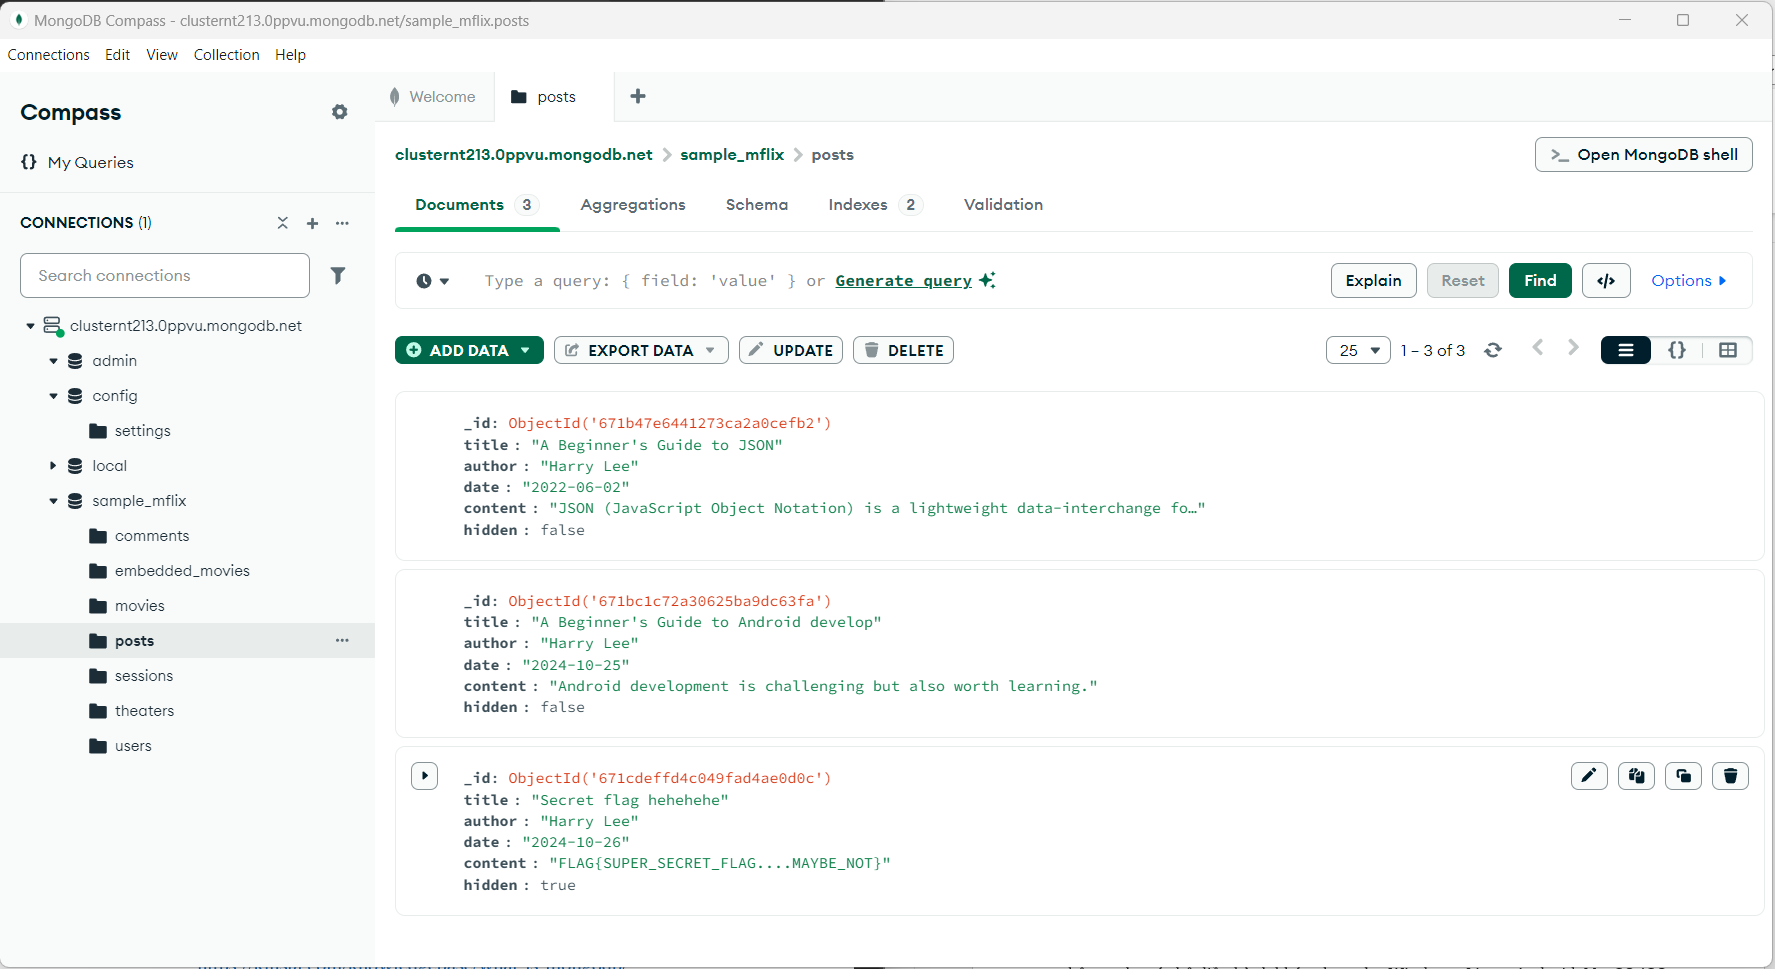 MongoDB Compass - clusternt213.0ppvu.mongodb.net/sample_mflix.posts
Connections Edit View Collection Help
Compass
My Queries
CONNECTIONS (1)
Search connections
clusternt213.0ppvu.mongodb.net
admin
config
settings
local
sample_mflix
comments
embedded_movies
movies
posts
sessions
theaters
users
Welcome posts
clusternt213.0ppvu.mongodb.net > sample_mflix > posts
>_ Open MongoDB shell
Documents 3 Aggregations Schema Indexes 2 Validation
Type a query: { field: 'value' } or Generate query
Explain Reset Find </> Options
ADD DATA EXPORT DATA UPDATE DELETE
25 1 – 3 of 3 {}
_id: ObjectId('671b47e6441273ca2a0cefb2')
title : "A Beginner's Guide to JSON"
author : "Harry Lee"
date : "2022-06-02"
content : "JSON (JavaScript Object Notation) is a lightweight data-interchange fo…"
hidden : false
_id: ObjectId('671bc1c72a30625ba9dc63fa')
title : "A Beginner's Guide to Android develop"
author : "Harry Lee"
date : "2024-10-25"
content : "Android development is challenging but also worth learning."
hidden : false
_id: ObjectId('671cdeffd4c049fad4ae0d0c')
title : "Secret flag hehehehe"
author : "Harry Lee"
date : "2024-10-26"
content : "FLAG{SUPER_SECRET_FLAG....MAYBE_NOT}"
hidden : true